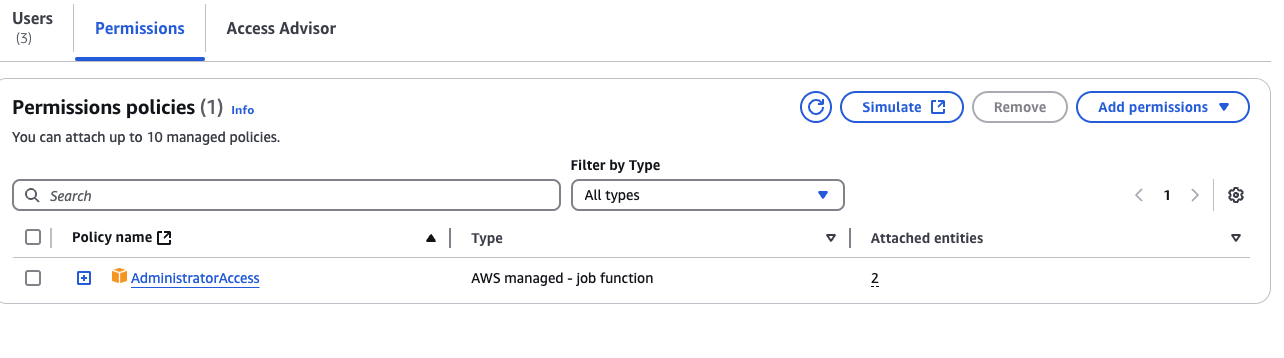 Users
(3)
Permissions
Access Advisor
Permissions policies (1) Info
Simulate
Remove
Add permissions
You can attach up to 10 managed policies.
Filter by Type
Search
All types
1
Policy name
Type
Attached entities
AdministratorAccess
AWS managed - job function
2